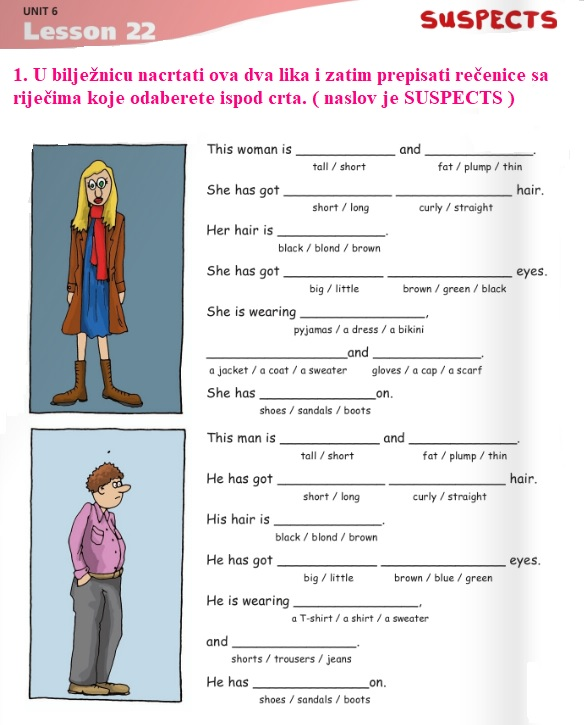 UNIT 6
Lesson 22
SUSPECTS
1. U bilježnicu nacrtati ova dva lika i zatim prepisati rečenice sa
riječima koje odaberete ispod crta. ( naslov je SUSPECTS )
This woman is ____________ and ____________.
tall / short fat / plump / thin
She has got ____________ ____________ hair.
short / long curly / straight
Her hair is ____________.
black / blond / brown
She has got ____________ ____________ eyes.
big / little brown / green / black
She is wearing ____________,
pyjamas / a dress / a bikini
____________and ____________.
a jacket / a coat / a sweater gloves / a cap / a scarf
She has ____________on.
shoes / sandals / boots
This man is ____________ and ____________.
tall / short fat / plump / thin
He has got ____________ ____________ hair.
short / long curly / straight
His hair is ____________.
black / blond / brown
He has got ____________ ____________ eyes.
big / little brown / blue / green
He is wearing ____________,
a T-shirt / a shirt / a sweater
and ____________.
shorts / trousers / jeans
He has ____________on.
shoes / sandals / boots